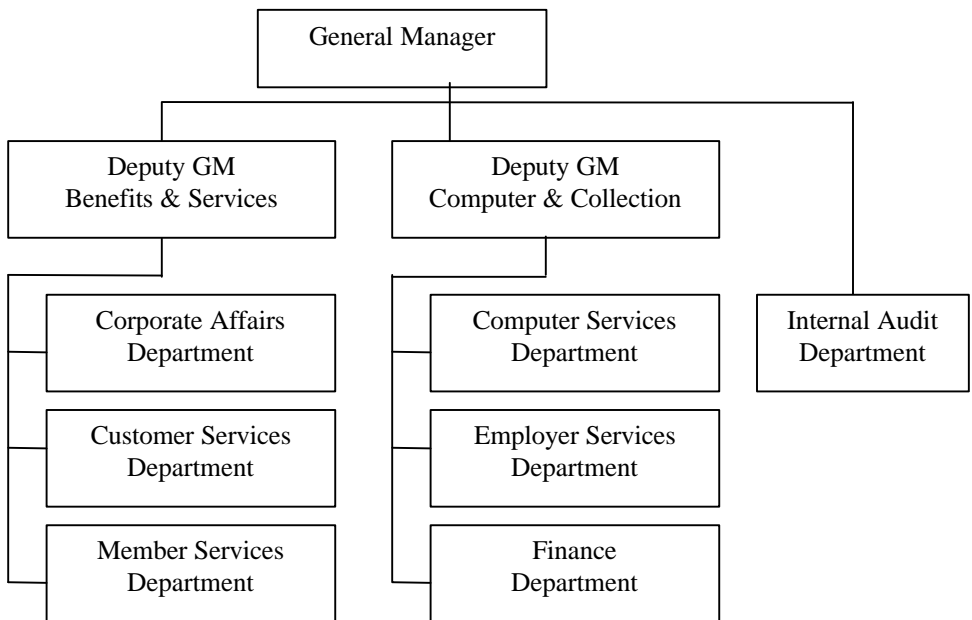 General Manager
Deputy GM
Benefits & Services
Deputy GM
Computer & Collection
Corporate Affairs
Department
Computer Services
Department
Internal Audit
Department
Customer Services
Department
Employer Services
Department
Member Services
Department
Finance
Department